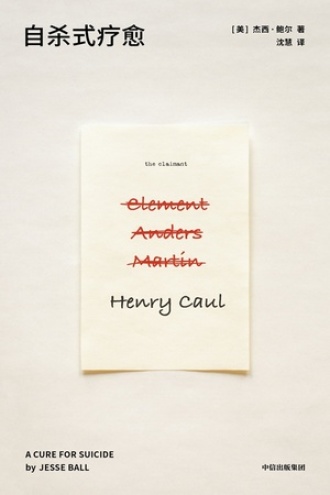 自杀式疗愈
[美] 杰西·鲍尔 著
沈慧 译
the claimant
Clement
Anders
Martin
Henry Caul
A CURE FOR SUICIDE
by JESSE BALL
中信出版集团